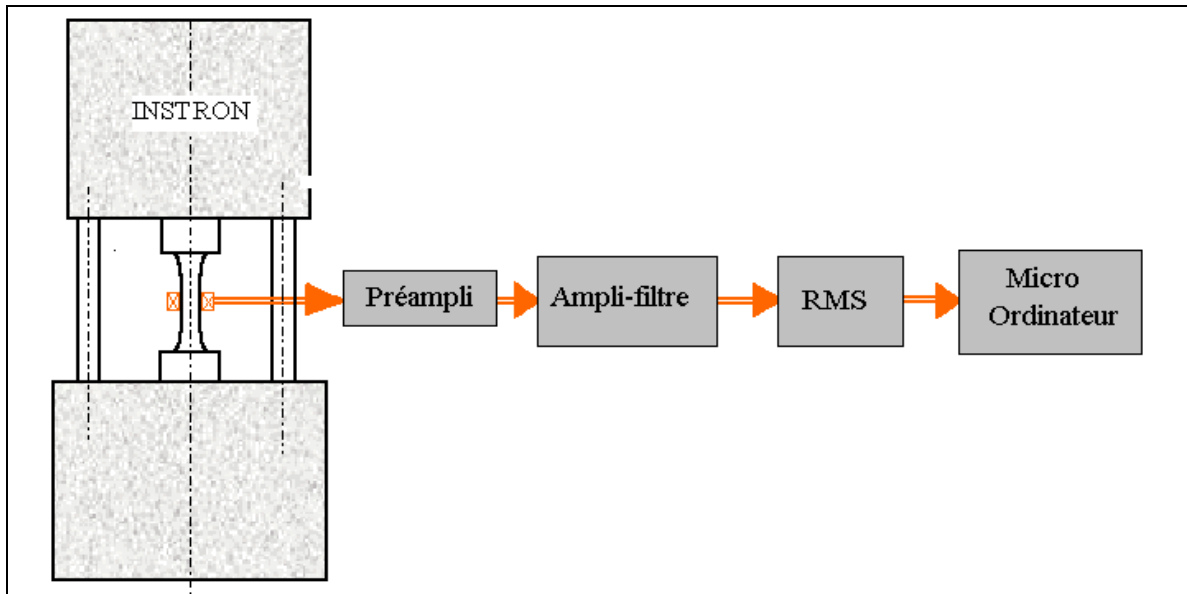 INSTRON
Préampli
Ampli-filtre
RMS
Micro
Ordinateur